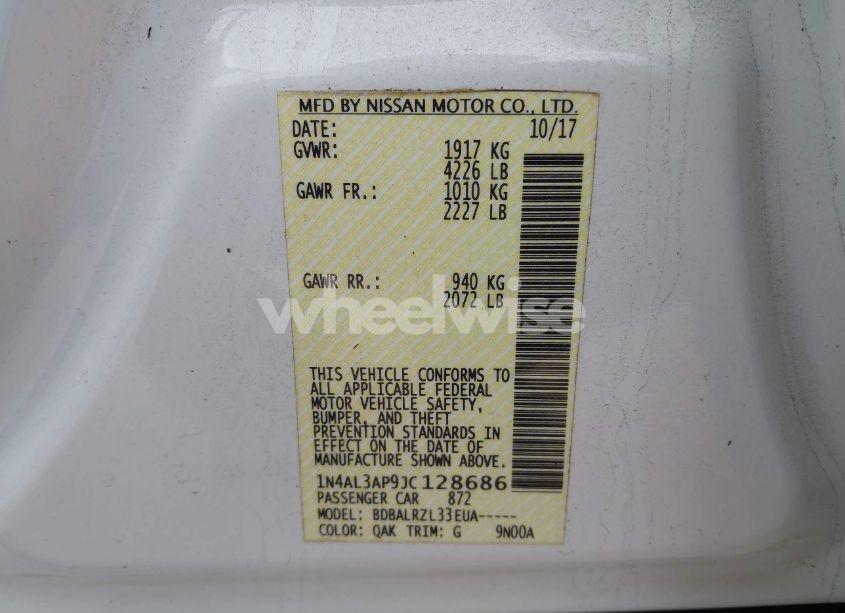 MFD BY NISSAN MOTOR CO., LTD.
DATE: 10/17
GVWR: 1917 KG
4226 LB
GAWR FR.: 1010 KG
2227 LB
GAWR RR.: 940 KG
2072 LB
wheelwise
THIS VEHICLE CONFORMS TO
ALL APPLICABLE FEDERAL
MOTOR VEHICLE SAFETY,
BUMPER, AND THEFT
PREVENTION STANDARDS IN
EFFECT ON THE DATE OF
MANUFACTURE SHOWN ABOVE.
1N4AL3AP9JC128686
PASSENGER CAR 872
MODEL: BDBALRZL33EUA-----
COLOR: QAK TRIM: G 9N00A